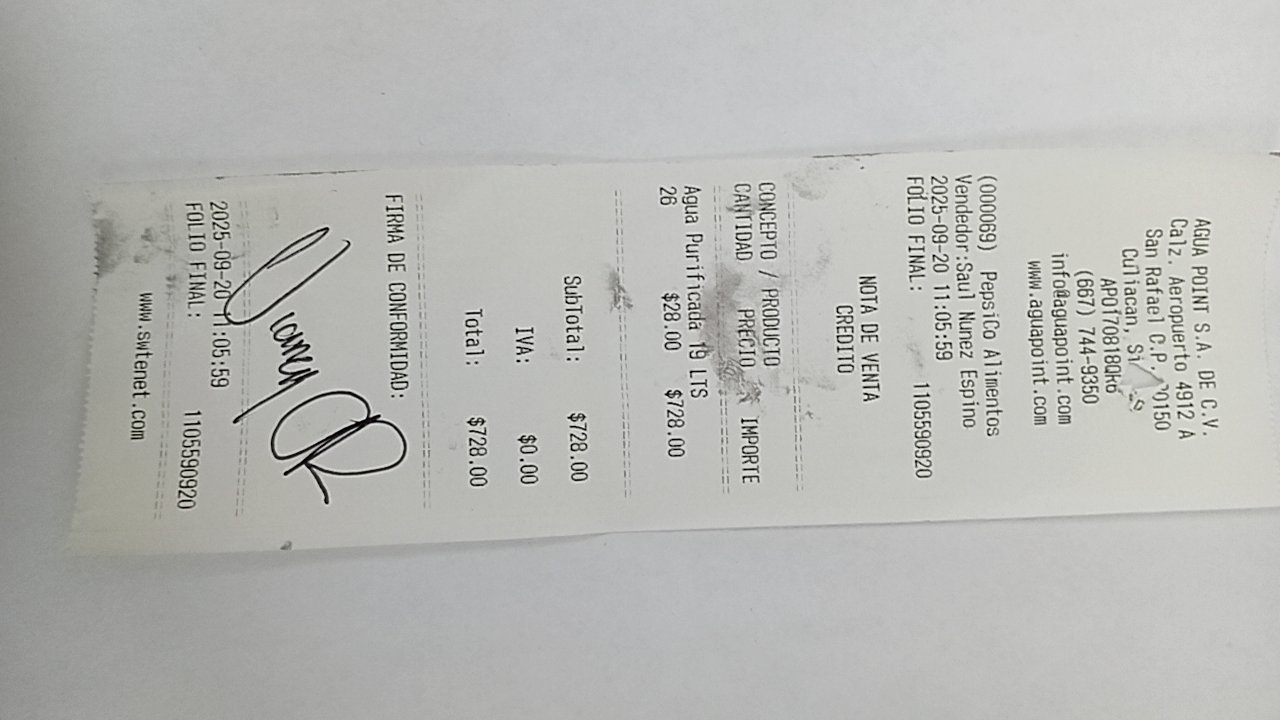 AGUA POINT S.A. DE C.V.
Calz. Aeropuerto 4912 A
San Rafael C.P.
Culiacan,
APO170818QR6
(667) 744-9350
info@aguapoint.com
www.aguapoint.com
(000069) PepsiCo Alimentos
Vendedor:Saul Nunez Espino
2025-09-20 11:05:59
FOLIO FINAL: 1105590920
NOTA DE VENTA
CREDITO
CONCEPTO / PRODUCTO
CANTIDAD PRECIO IMPORTE
Agua Purificada 19 LTS
26 $28.00 $728.00
SubTotal: $728.00
IVA: $0.00
Total: $728.00
FIRMA DE CONFORMIDAD:
2025-09-20 11:05:59
FOLIO FINAL: 1105590920
www.swtenet.com